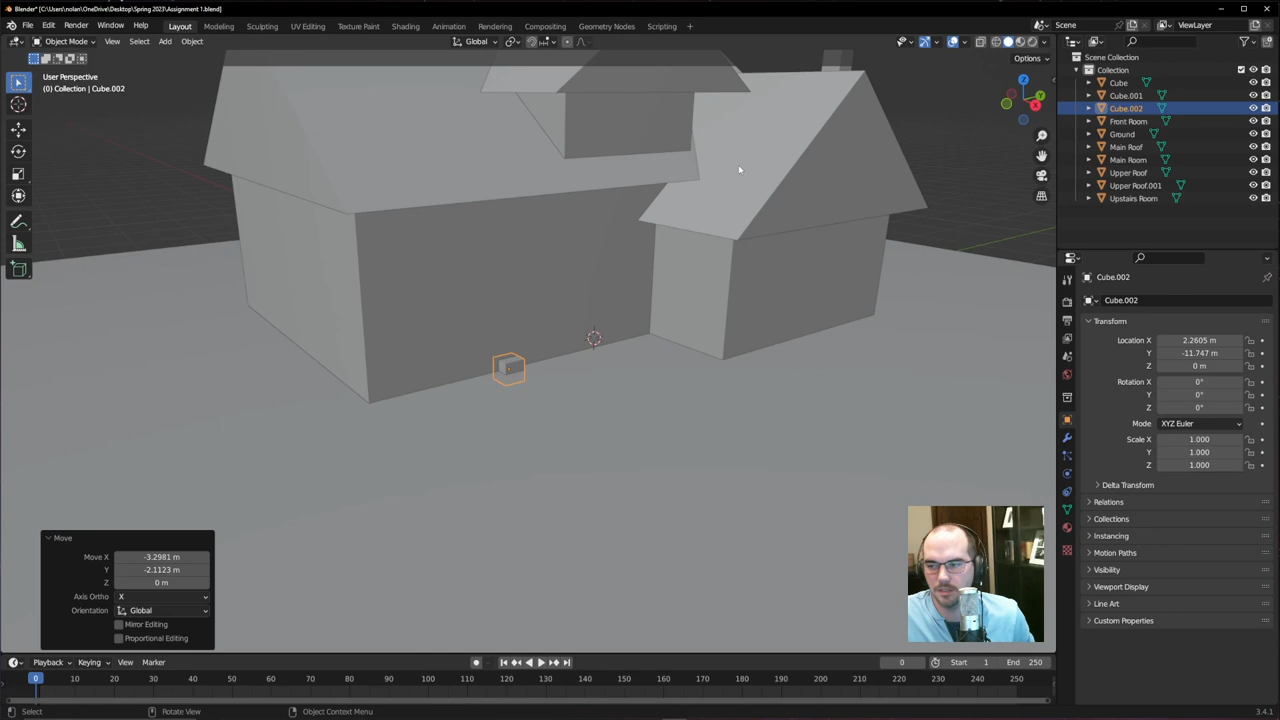 Blender* [C:\Users\nolan\OneDrive\Desktop\Spring 2023\Assignment 1.blend]
File Edit Render Window Help Layout Modeling Sculpting UV Editing Texture Paint Shading Animation Rendering Compositing Geometry Nodes Scripting + Scene ViewLayer
Object Mode View Select Add Object Global
Options
User Perspective
(0) Collection | Cube.002
Z
Y
X
Scene Collection
Collection
Cube
Cube.001
Cube.002
Front Room
Ground
Main Roof
Main Room
Upper Roof
Upper Roof.001
Upstairs Room
Cube.002
Cube.002
Transform
Location X 2.2605 m
Y -11.747 m
Z 0 m
Rotation X 0°
Y 0°
Z 0°
Mode XYZ Euler
Scale X 1.000
Y 1.000
Z 1.000
Delta Transform
Relations
Collections
Instancing
Motion Paths
Visibility
Viewport Display
Line Art
Custom Properties
Move
Move X -3.2981 m
Y -2.1123 m
Z 0 m
Axis Ortho X
Orientation Global
Mirror Editing
Proportional Editing
Playback Keying View Marker 0 Start 1 End 250
0 10 20 30 40 50 60 70 80 90 100 110 120 130 140 150 160 170 180 190 200 210 220 230 240 250
Select Rotate View Object Context Menu 3.4.1